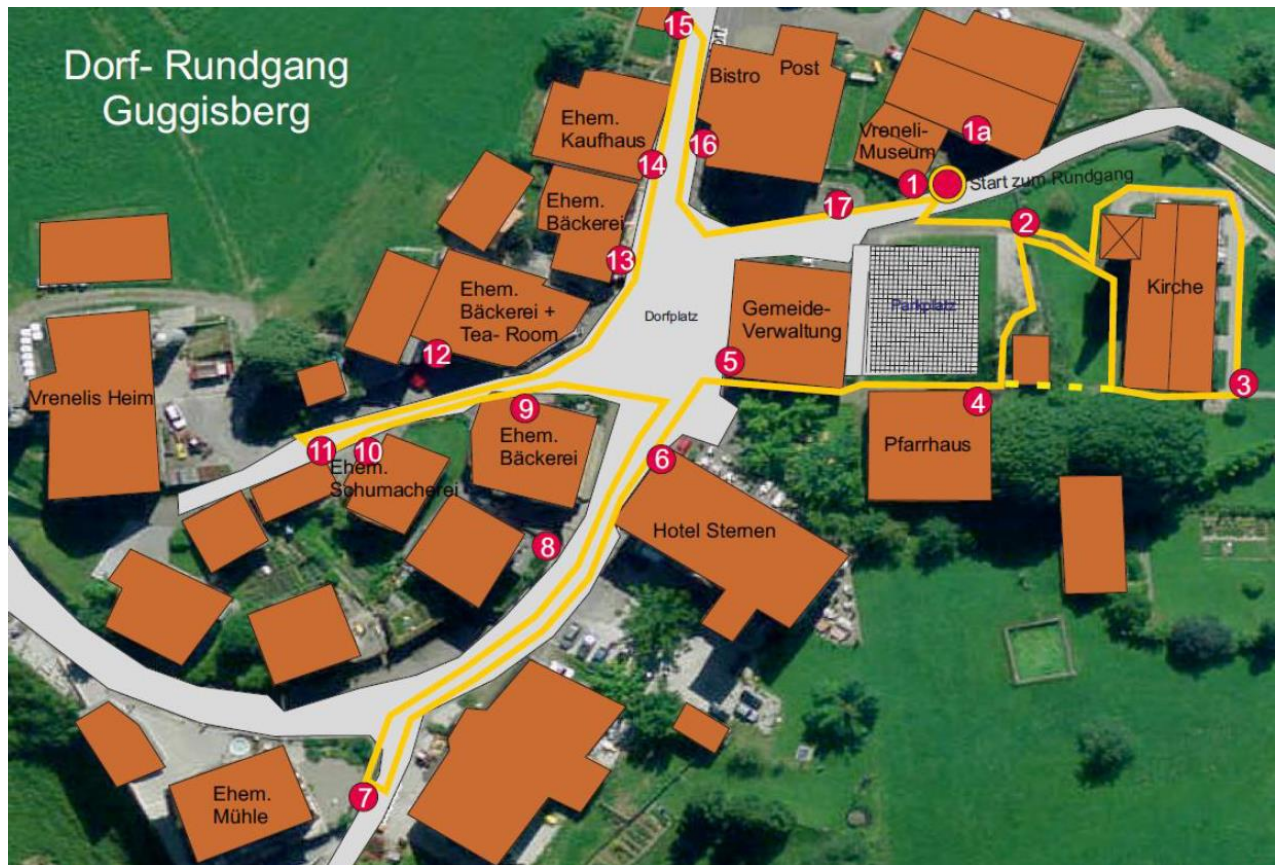 Dorf- Rundgang
Guggisberg
15
Bistro
Post
Ehem.
Kaufhaus
14
16
Vreneli-
Museum
1a
1
Start zum Rundgang
17
2
Ehem.
Bäckerei
13
Ehem.
Bäckerei +
Tea- Room
12
Dorfplatz
Gemeide-
Verwaltung
5
Parkplatz
Kirche
3
4
Pfarrhaus
Vrenelis Heim
9
Ehem.
Bäckerei
11
10
Ehem.
Schumacherei
6
Hotel Sternen
8
7
Ehem.
Mühle